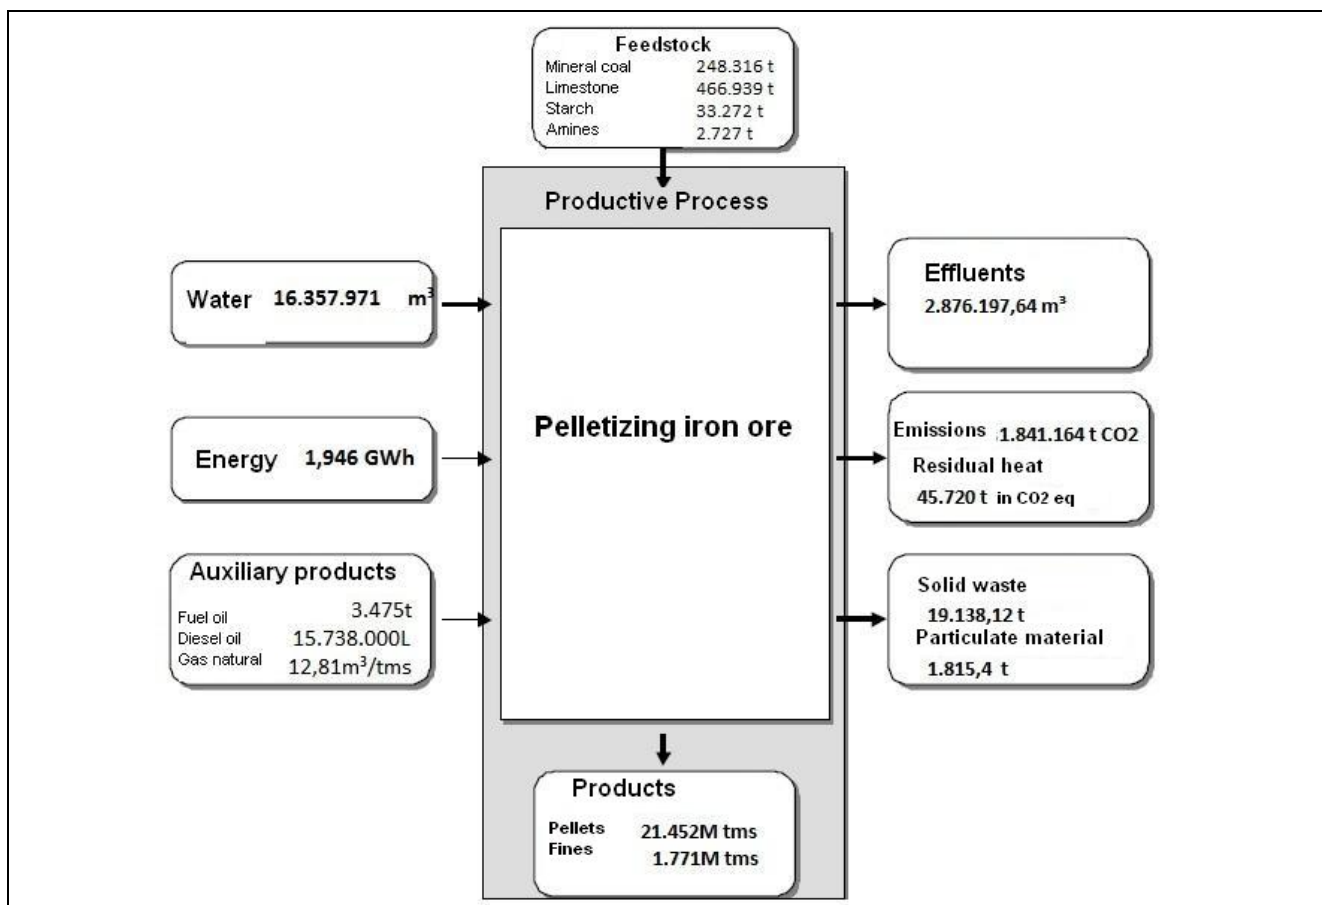 Feedstock
Mineral coal 248.316 t
Limestone 466.939 t
Starch 33.272 t
Amines 2.727 t
Productive Process
Water 16.357.971 m³
Effluents
2.876.197,64 m³
Pelletizing iron ore
Energy 1,946 GWh
Emissions 1.841.164 t CO2
Residual heat
45.720 t in CO2 eq
Auxiliary products
Fuel oil 3.475t
Diesel oil 15.738.000L
Gas natural 12,81m³/tms
Solid waste
19.138,12 t
Particulate material
1.815,4 t
Products
Pellets 21.452M tms
Fines 1.771M tms